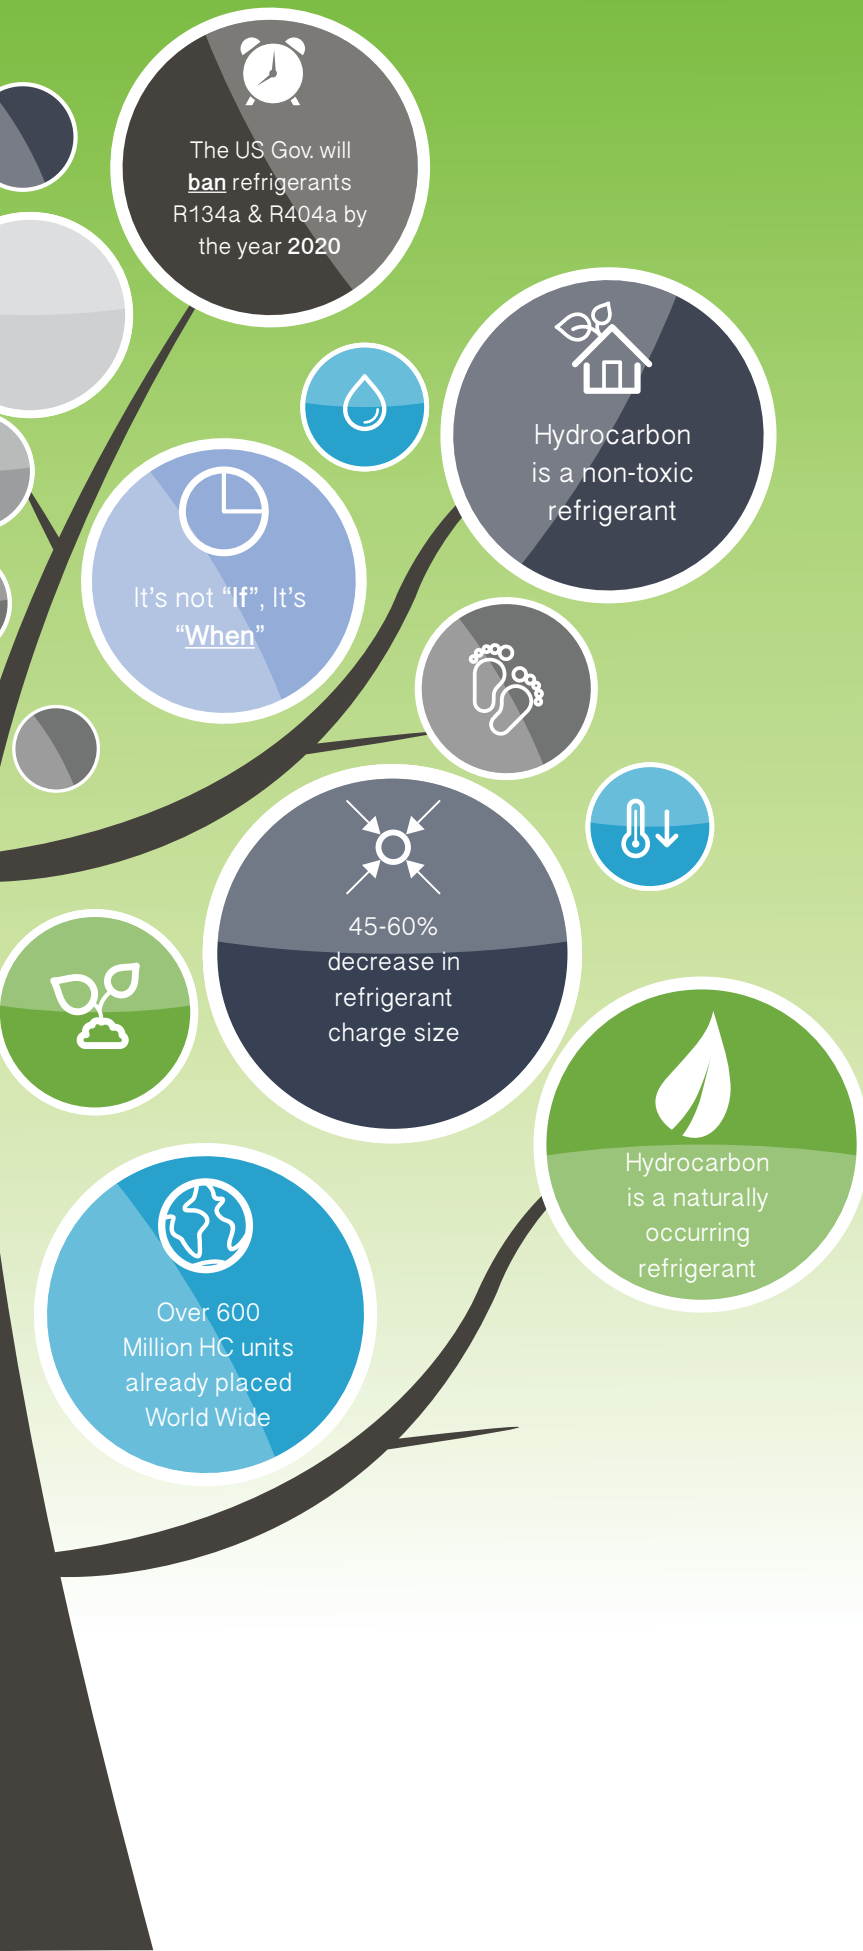 The US Gov. will
ban refrigerants
R134a & R404a by
the year 2020
Hydrocarbon
is a non-toxic
refrigerant
It's not “If”, It's
“When”
45-60%
decrease in
refrigerant
charge size
Hydrocarbon
is a naturally
occurring
refrigerant
Over 600
Million HC units
already placed
World Wide